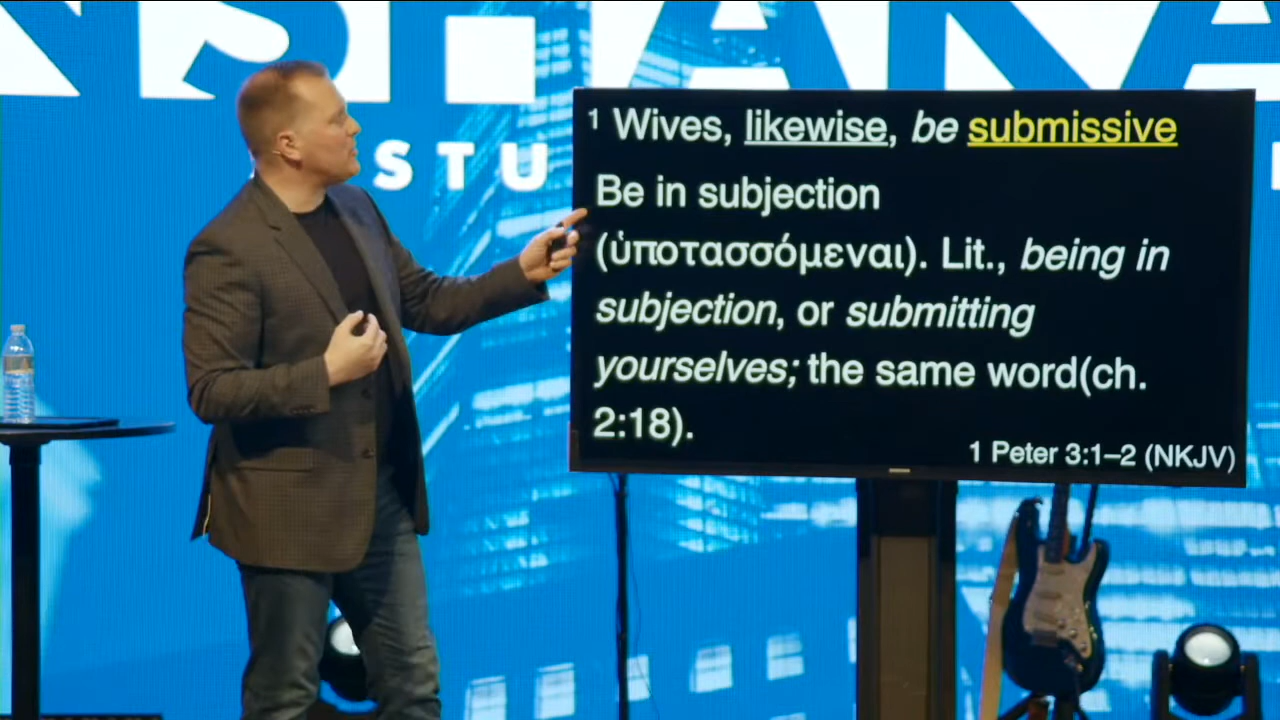 STU
¹ Wives, likewise, be submissive
Be in subjection
(ὑποτασσόμεναι). Lit., being in
subjection, or submitting
yourselves; the same word(ch.
2:18).
1 Peter 3:1–2 (NKJV)